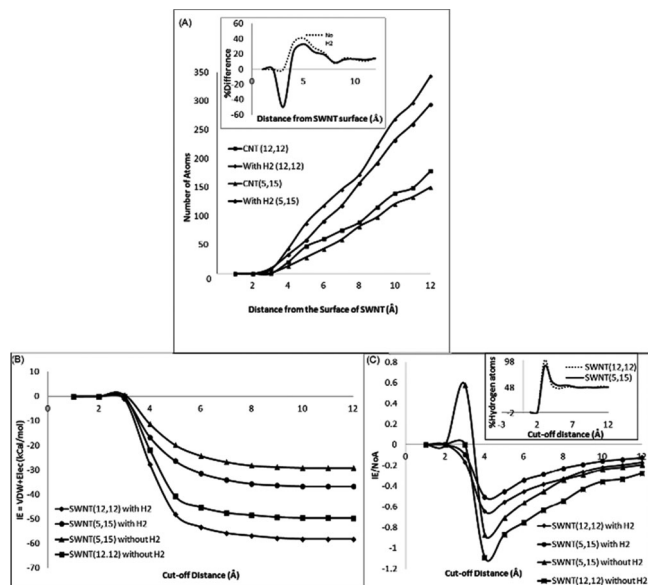 (A)
60
40
20
0
-20
-40
-60
%Difference
H2
0
5
10
Distance from SWNT surface (Å)
350
300
250
200
150
100
50
0
Number of Atoms
CNT (12,12)
With H2 (12,12)
CNT(5,15)
With H2 (5,15)
0 2 4 6 8 10 12
Distance from the Surface of SWNT (Å)
(B)
10
0
-10
-20
-30
-40
-50
-60
-70
IE = VDW+Elec(kCal/mol)
0 2 4 6 8 10 12
SWNT(12,12) with H2
SWNT(5,15) with H2
SWNT(5,15) without H2
SWNT(12.12) without H2
Cut-off Distance (Å)
(C)
0.8
0.6
0.4
0.2
0
-0.2
-0.4
-0.6
-0.8
-1
-1.2
IE/NoA
98
48
-2
%Hydrogen atoms
SWNT(12,12)
SWNT(5,15)
-3 2 7 12
Cut-off distance (Å)
0 2 4 6 8 10 12
SWNT(12,12) with H2
SWNT(5,15) with H2
SWNT(5,15) without H2
SWNT(12,12) without H2
Cut-off Distance (Å)